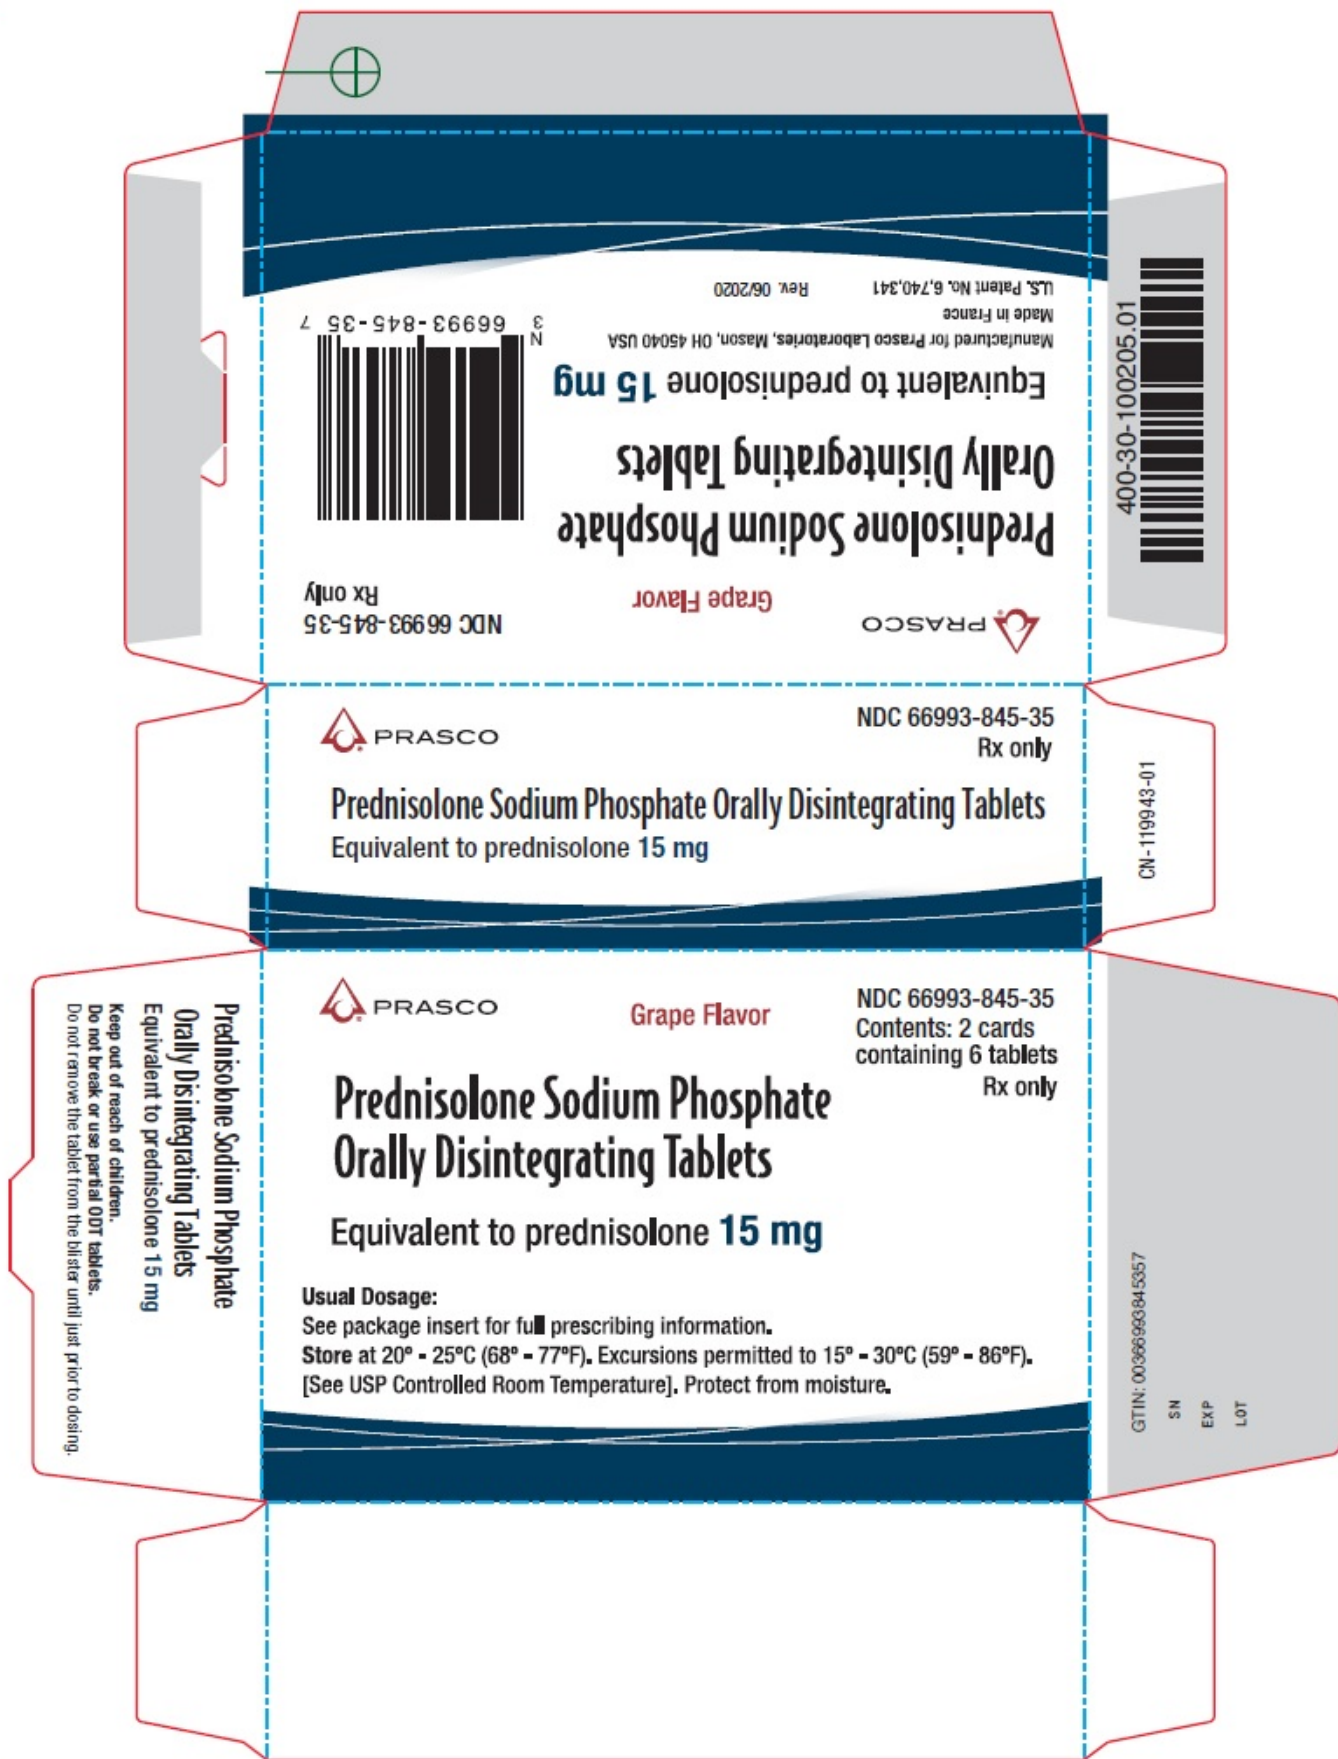 U.S. Patent No. 6,740,341 Rev. 06/2020
Made in France
Manufactured for Prasco Laboratories, Mason, OH 45040 USA
N
3 66993-845-35 7
Equivalent to prednisolone 15 mg
Orally Disintegrating Tablets
Prednisolone Sodium Phosphate
Grape Flavor
PRASCO
NDC 66993-845-35
Rx only
400-30-100205.01
PRASCO
NDC 66993-845-35
Rx only
Prednisolone Sodium Phosphate Orally Disintegrating Tablets
Equivalent to prednisolone 15 mg
CN-119943-01
PRASCO
Grape Flavor
NDC 66993-845-35
Contents: 2 cards
containing 6 tablets
Rx only
Prednisolone Sodium Phosphate
Orally Disintegrating Tablets
Equivalent to prednisolone 15 mg
Usual Dosage:
See package insert for full prescribing information.
Store at 20º - 25ºC (68º - 77ºF). Excursions permitted to 15º - 30ºC (59º - 86ºF).
[See USP Controlled Room Temperature]. Protect from moisture.
Prednisolone Sodium Phosphate
Orally Disintegrating Tablets
Equivalent to prednisolone 15 mg
Keep out of reach of children.
Do not break or use partial ODT tablets.
Do not remove the tablet from the blister until just prior to dosing.
GTIN: 00366993845357
SN
EXP
LOT